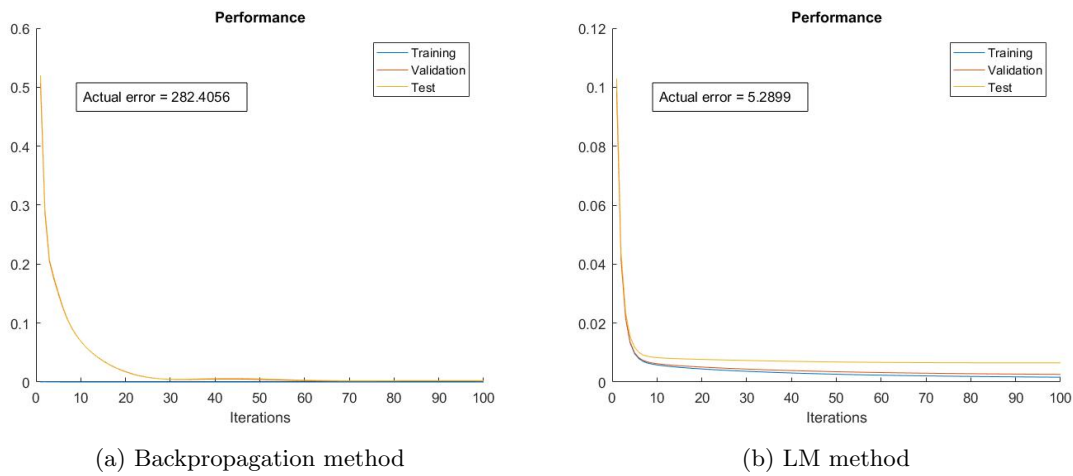 Performance
0.6
0.5
0.4
0.3
0.2
0.1
0
Training
Validation
Test
Actual error = 282.4056
0 10 20 30 40 50 60 70 80 90 100
Iterations
(a) Backpropagation method
Performance
0.12
0.1
0.08
0.06
0.04
0.02
0
Training
Validation
Test
Actual error = 5.2899
0 10 20 30 40 50 60 70 80 90 100
Iterations
(b) LM method